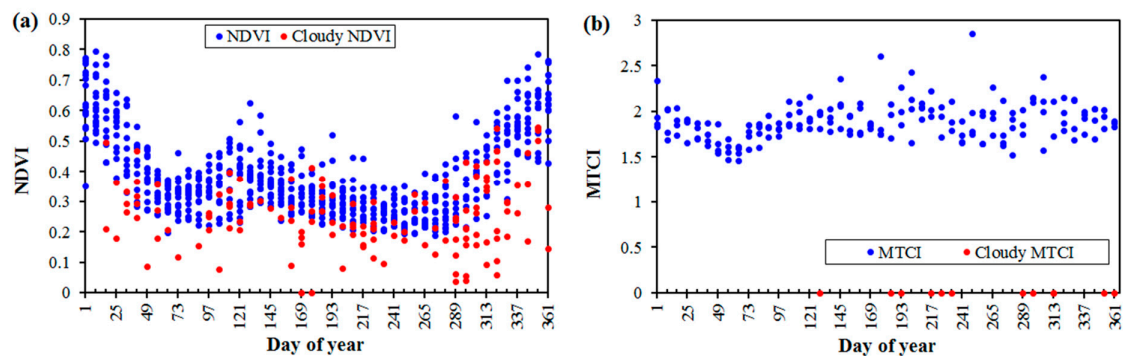 (a)
NDVI
Cloudy NDVI
NDVI
0.9
0.8
0.7
0.6
0.5
0.4
0.3
0.2
0.1
0
1 25 49 73 97 121 145 169 193 217 241 265 289 313 337 361
Day of year
(b)
MTCI
3
2.5
2
1.5
1
0.5
0
MTCI
Cloudy MTCI
1 25 49 73 97 121 145 169 193 217 241 265 289 313 337 361
Day of year